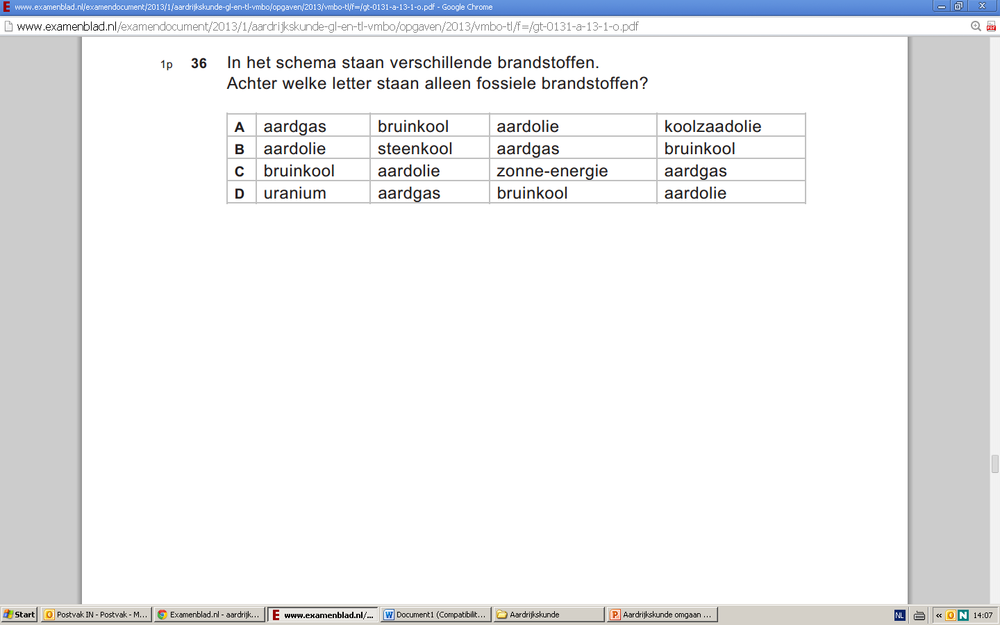 www.examenblad.nl/examendocument/2013/1/aardrijkskunde-gl-en-tl-vmbo/opgaven/2013/vmbo-tl/f=/gt-0131-a-13-1-o.pdf - Google Chrome
www.examenblad.nl/examendocument/2013/1/aardrijkskunde-gl-en-tl-vmbo/opgaven/2013/vmbo-tl/f=/gt-0131-a-13-1-o.pdf
1p 36 In het schema staan verschillende brandstoffen.
Achter welke letter staan alleen fossiele brandstoffen?
A aardgas bruinkool aardolie koolzaadolie
B aardolie steenkool aardgas bruinkool
C bruinkool aardolie zonne-energie aardgas
D uranium aardgas bruinkool aardolie
Start Postvak IN - Postvak - M... Examenblad.nl - aardrijk... www.examenblad.nl/... Document1 (Compatibilit... Aardrijkskunde Aardrijkskunde omgaan ... NL « 14:07